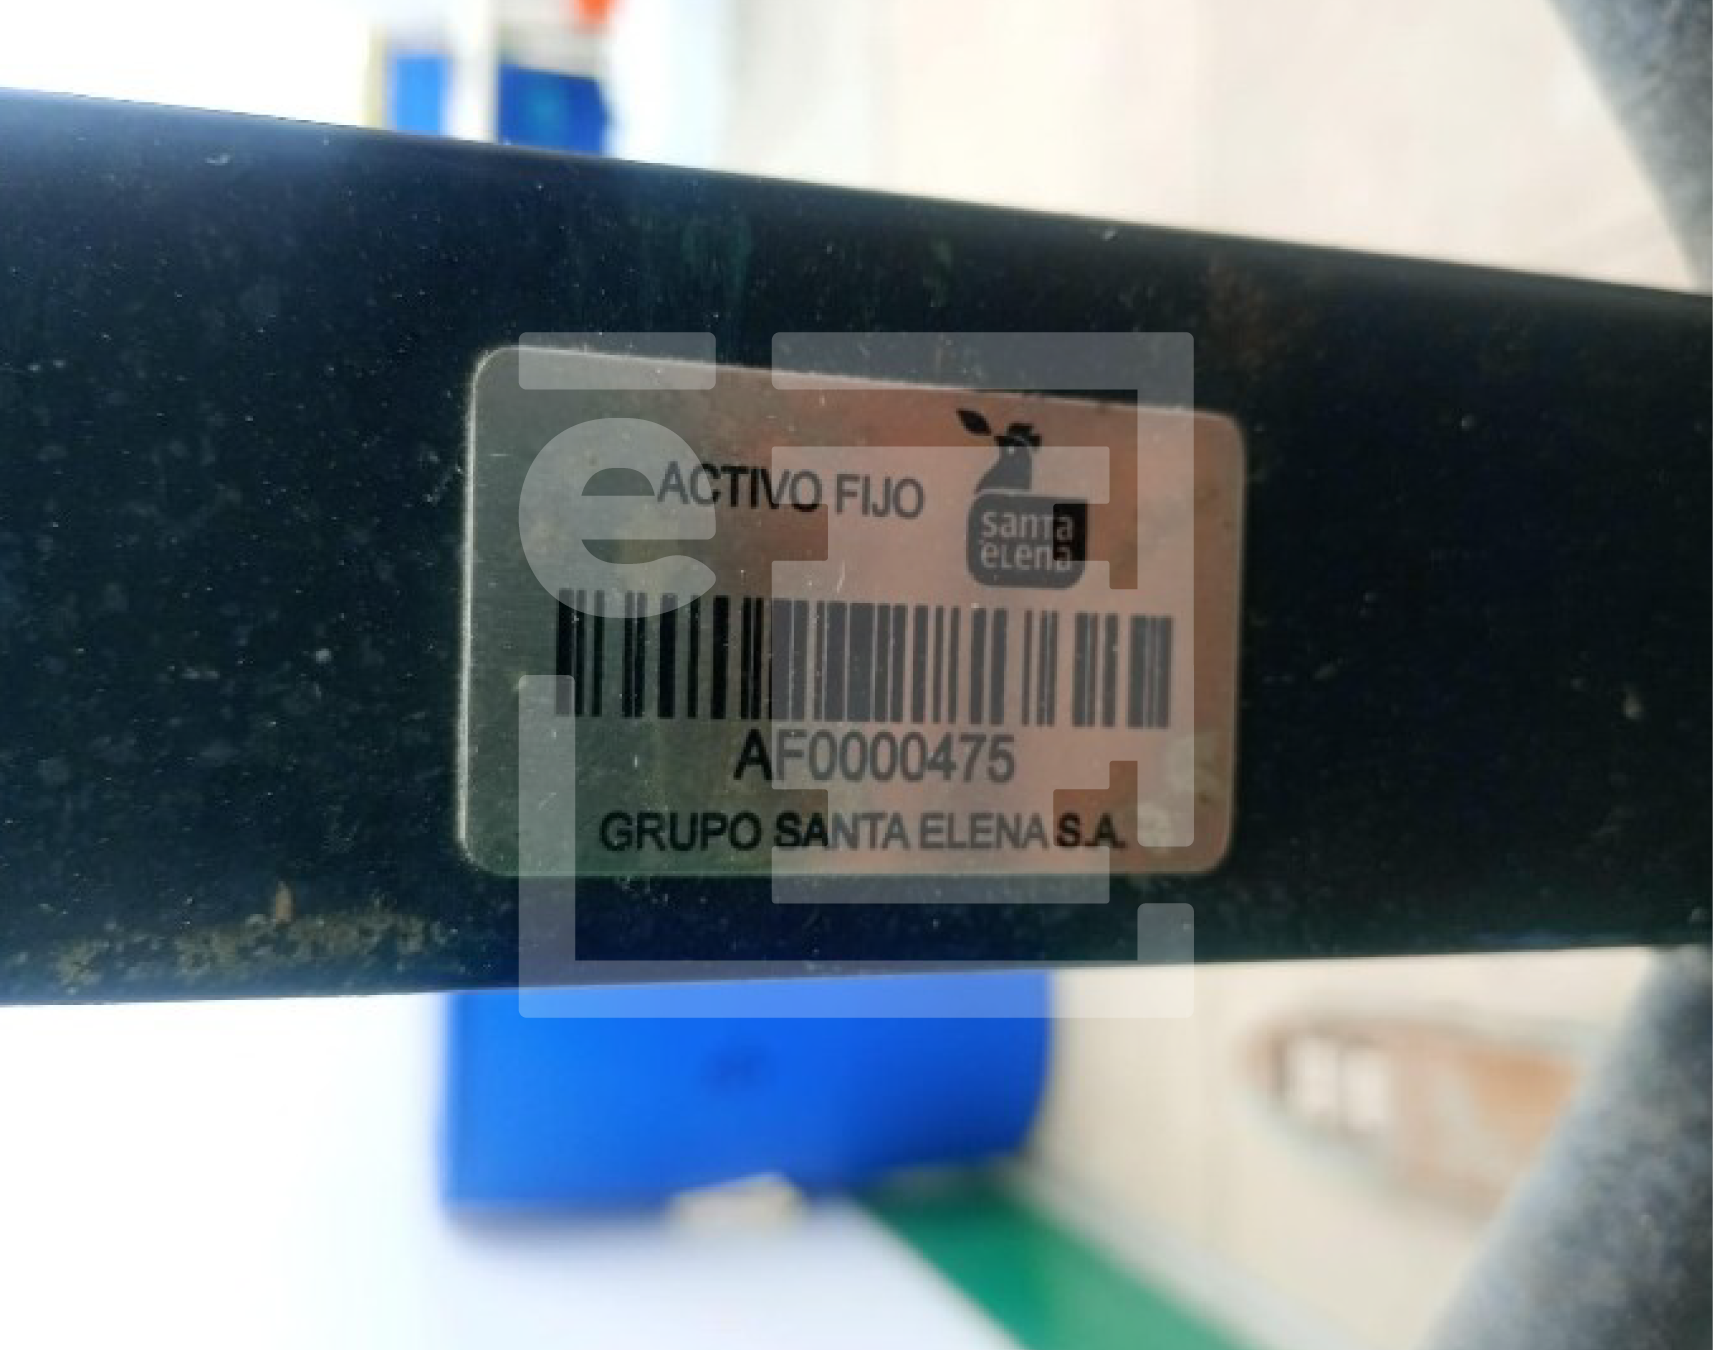 ACTIVO FIJO
santa
eLena
AF0000475
GRUPO SANTA ELENA S.A.